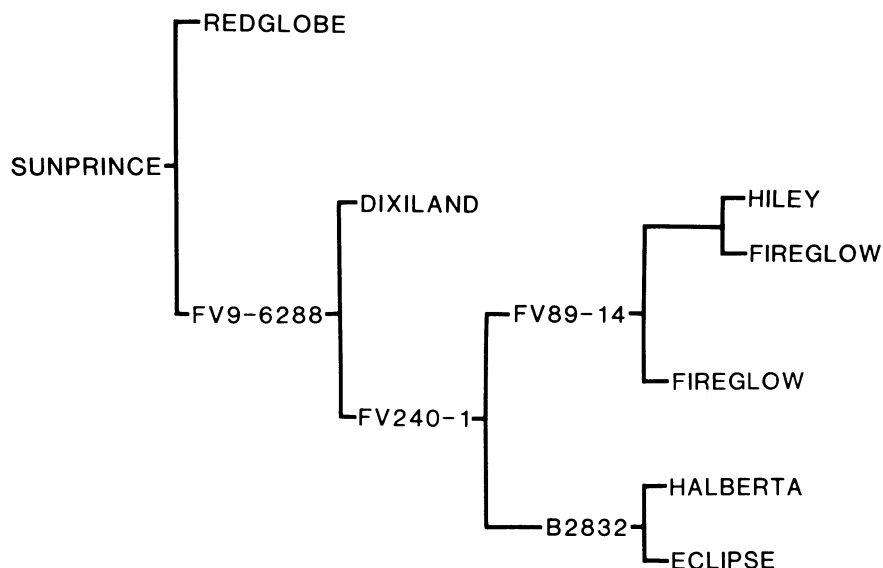 REDGLOBE
SUNPRINCE
DIXILAND
HILEY
FIREGLOW
FV9-6288
FV89-14
FIREGLOW
FV240-1
HALBERTA
B2832
ECLIPSE